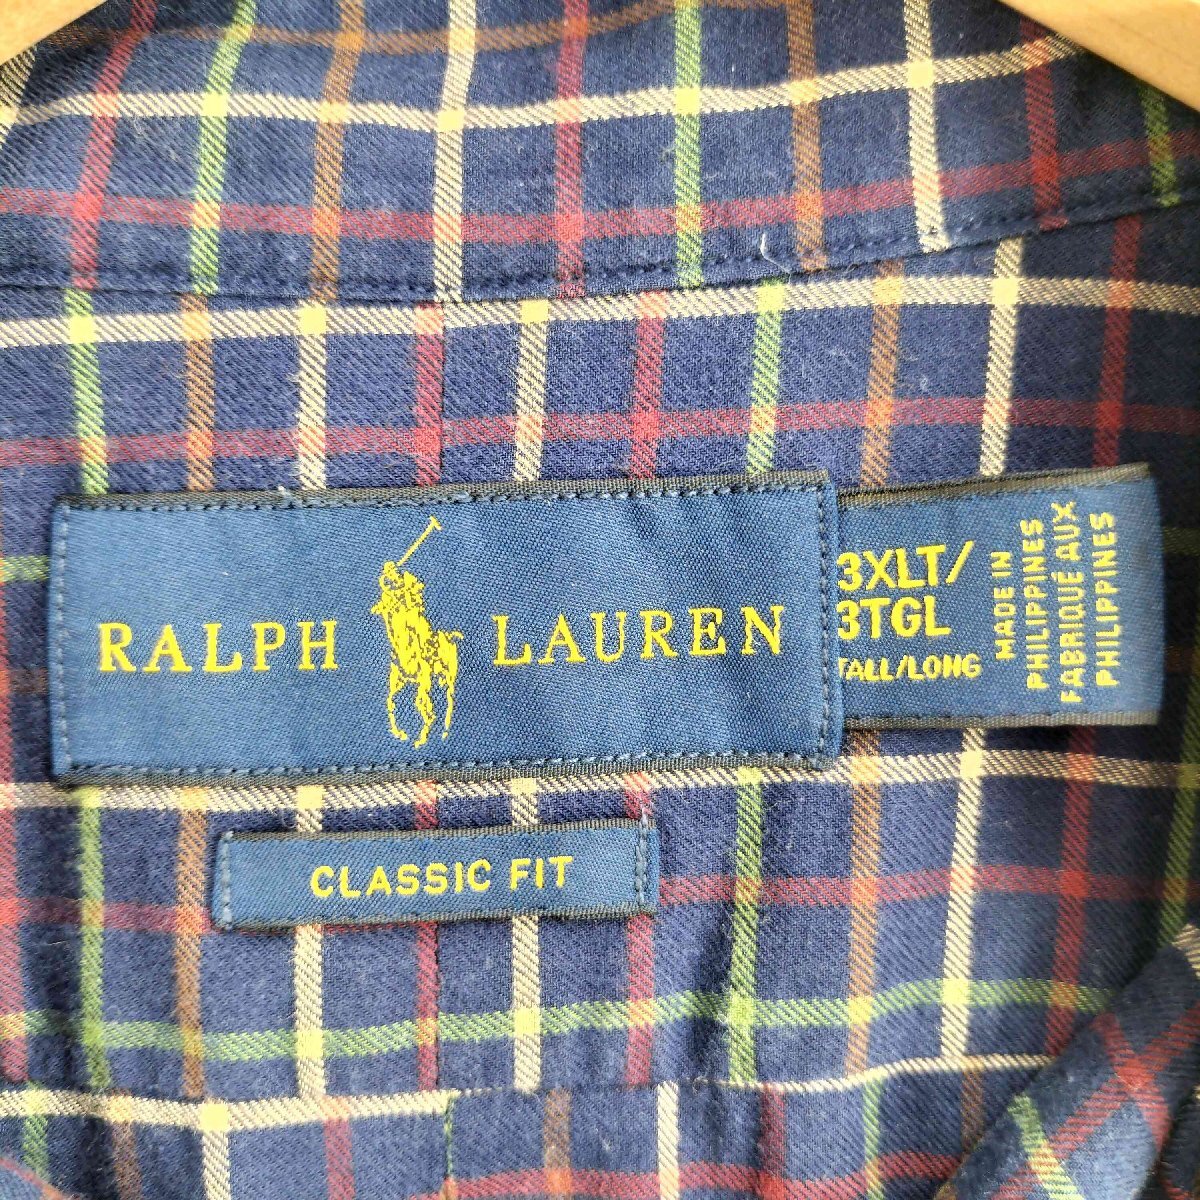 RALPH LAUREN
3XLT/
3TGL
TALL/LONG
MADE IN
PHILIPPINES
FABRIQUÉ AUX
PHILIPPINES
CLASSIC FIT